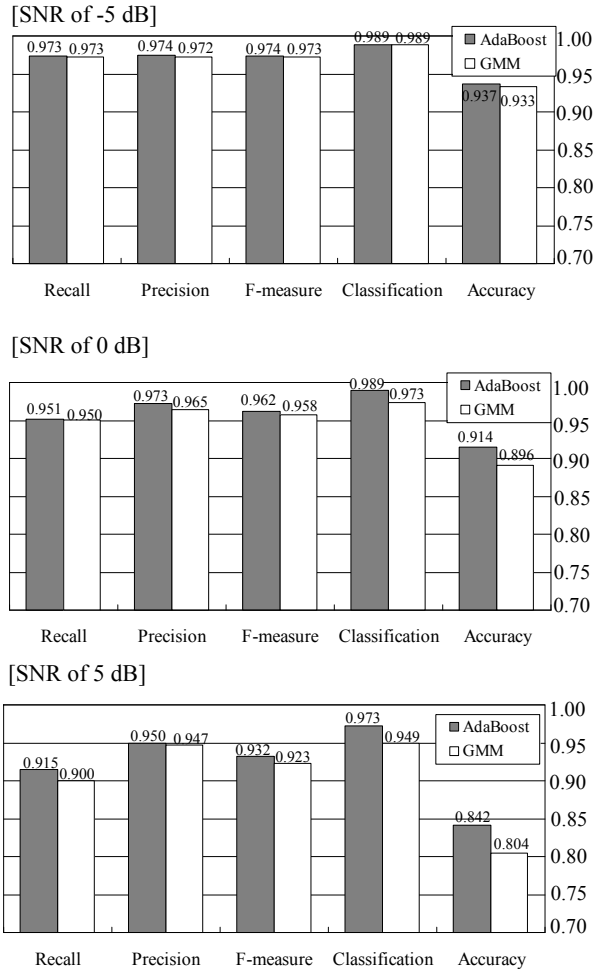 [SNR of -5 dB]
0.973 0.973 0.974 0.972 0.974 0.973 0.989 0.989 0.937 0.933
AdaBoost
GMM
1.00
0.95
0.90
0.85
0.80
0.75
0.70
Recall Precision F-measure Classification Accuracy
[SNR of 0 dB]
0.951 0.950 0.973 0.965 0.962 0.958 0.989 0.973 0.914 0.896
AdaBoost
GMM
1.00
0.95
0.90
0.85
0.80
0.75
0.70
Recall Precision F-measure Classification Accuracy
[SNR of 5 dB]
0.915 0.900 0.950 0.947 0.932 0.923 0.973 0.949 0.842 0.804
AdaBoost
GMM
1.00
0.95
0.90
0.85
0.80
0.75
0.70
Recall Precision F-measure Classification Accuracy